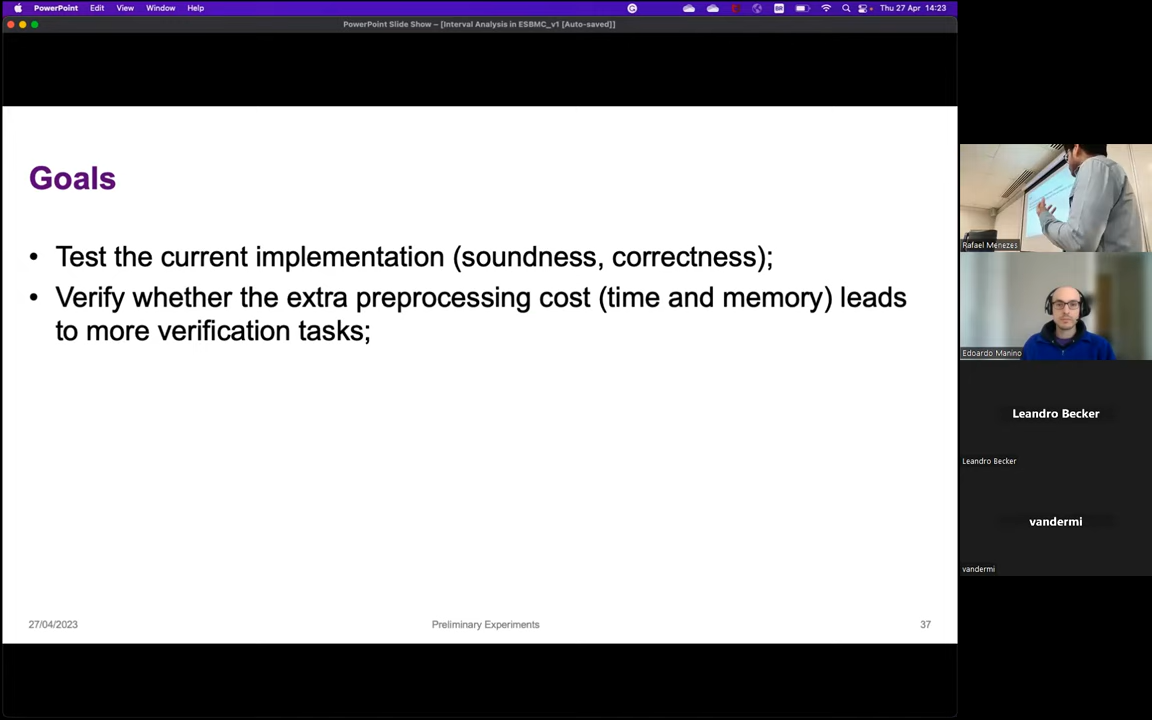 PowerPoint Edit View Window Help
BR
Thu 27 Apr 14:23
PowerPoint Slide Show – [Interval Analysis in ESBMC_v1 [Auto-saved]]
Goals
• Test the current implementation (soundness, correctness);
• Verify whether the extra preprocessing cost (time and memory) leads
to more verification tasks;
27/04/2023
Preliminary Experiments
37
Rafael Menezes
Edoardo Manino
Leandro Becker
Leandro Becker
vandermi
vandermi